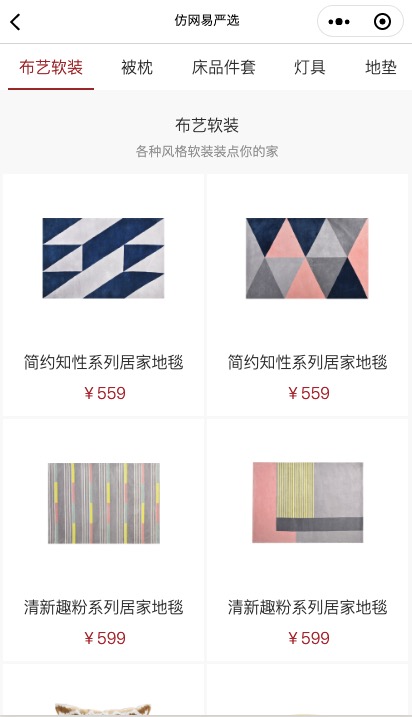 仿网易严选
布艺软装 被枕 床品件套 灯具 地垫
布艺软装
各种风格软装装点你的家
简约知性系列居家地毯 简约知性系列居家地毯
¥559 ¥559
清新趣粉系列居家地毯 清新趣粉系列居家地毯
¥599 ¥599